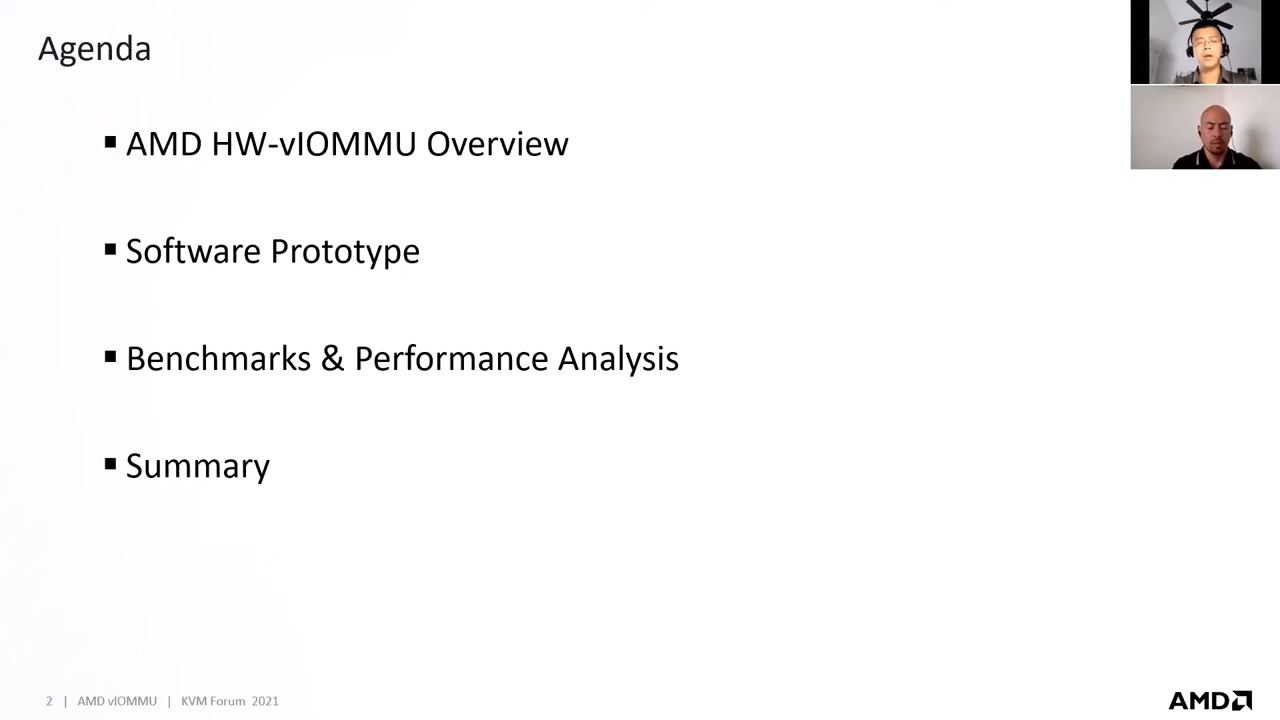 Agenda
▪ AMD HW-vIOMMU Overview
▪ Software Prototype
▪ Benchmarks & Performance Analysis
▪ Summary
2 | AMD vIOMMU | KVM Forum 2021
AMD